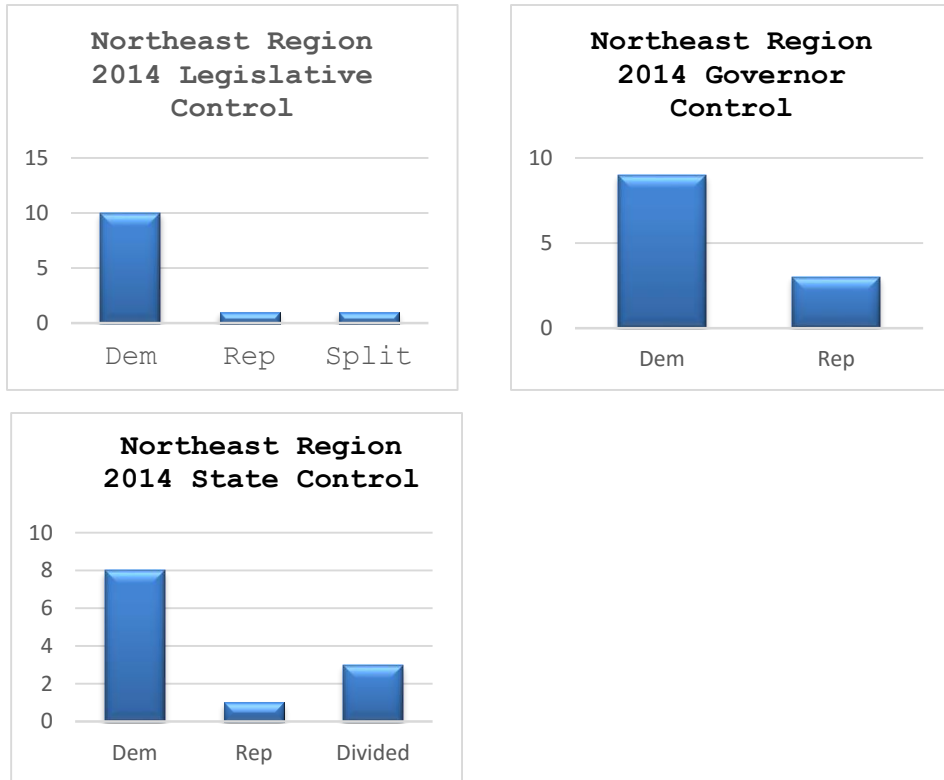 Northeast Region
2014 Legislative
Control
15
10
5
0
Dem Rep Split
Northeast Region
2014 Governor
Control
10
5
0
Dem Rep
Northeast Region
2014 State Control
10
8
6
4
2
0
Dem Rep Divided